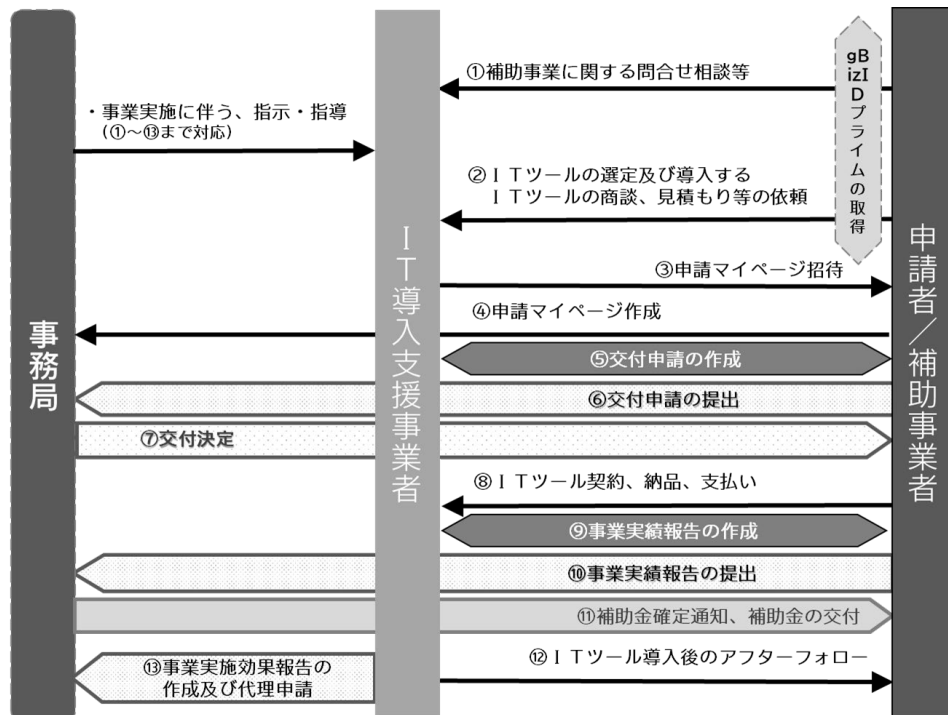 gB
izI
Dプライムの取得
①補助事業に関する問合せ相談等
・事業実施に伴う、指示・指導
（①～⑬まで対応）
②ＩＴツールの選定及び導入する
ＩＴツールの商談、見積もり等の依頼
③申請マイページ招待
④申請マイページ作成
事務局
ＩＴ導入支援事業者
申請者／補助事業者
⑤交付申請の作成
⑥交付申請の提出
⑦交付決定
⑧ＩＴツール契約、納品、支払い
⑨事業実績報告の作成
⑩事業実績報告の提出
⑪補助金確定通知、補助金の交付
⑫ＩＴツール導入後のアフターフォロー
⑬事業実施効果報告の
作成及び代理申請